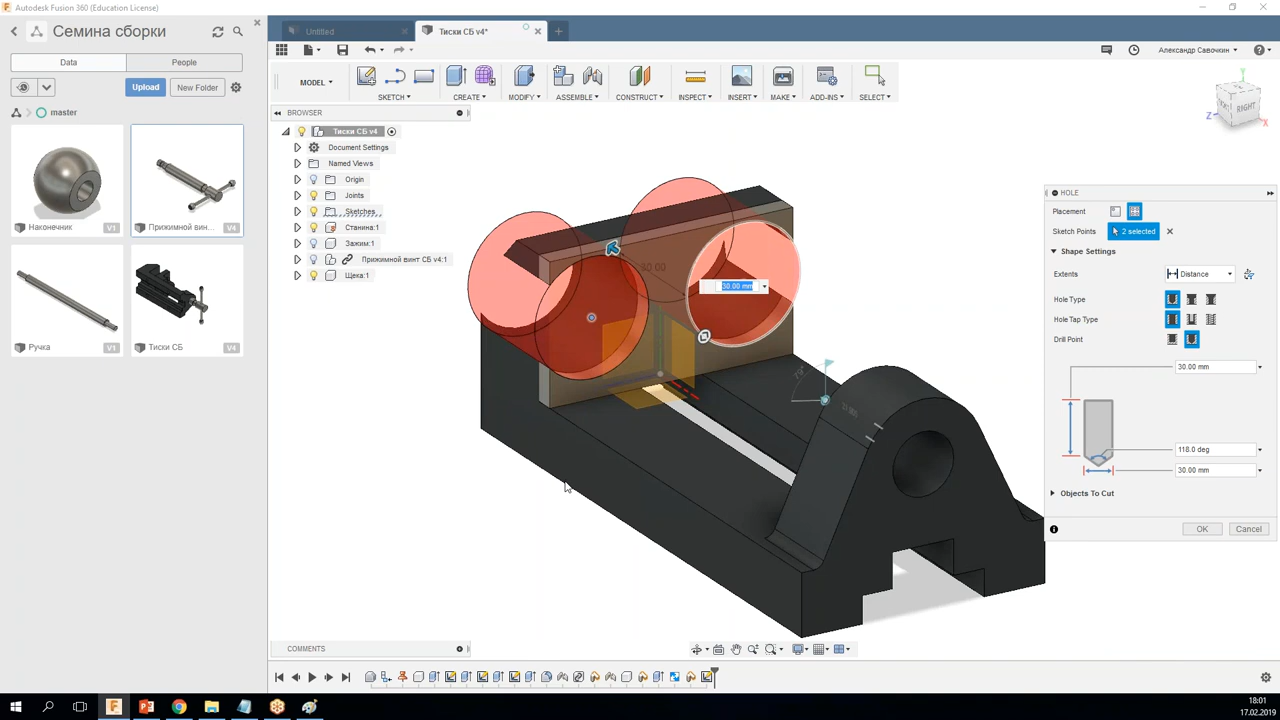 Autodesk Fusion 360 (Education License)
Семина сборки
Untitled
Тиски СБ v4*
Data
People
Александр Савочкин
Upload
New Folder
MODEL
SKETCH
CREATE
MODIFY
ASSEMBLE
CONSTRUCT
INSPECT
INSERT
MAKE
ADD-INS
SELECT
master
BROWSER
Тиски СБ v4
Document Settings
Named Views
Origin
Joints
Sketches
Станина:1
Зажим:1
Прижимной винт СБ v4:1
Щека:1
Наконечник
V1
Прижимной вин...
V4
Ручка
V1
Тиски СБ
V4
RIGHT
Z
X
Y
HOLE
Placement
Sketch Points
2 selected
Shape Settings
Extents
Distance
Hole Type
Hole Tap Type
Drill Point
30.00 mm
118.0 deg
30.00 mm
Objects To Cut
OK
Cancel
30.00
30.00 mm
COMMENTS
18:01
17.02.2019